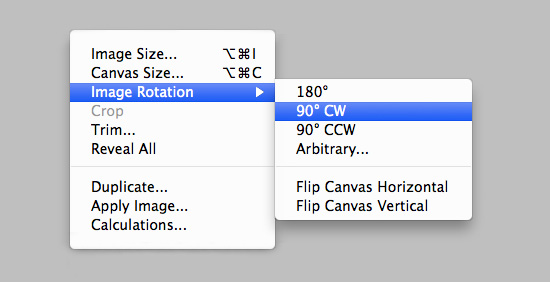 Image Size... ⌥⌘I
Canvas Size... ⌥⌘C
Image Rotation ▶
Crop
Trim...
Reveal All
Duplicate...
Apply Image...
Calculations...
180°
90° CW
90° CCW
Arbitrary...
Flip Canvas Horizontal
Flip Canvas Vertical